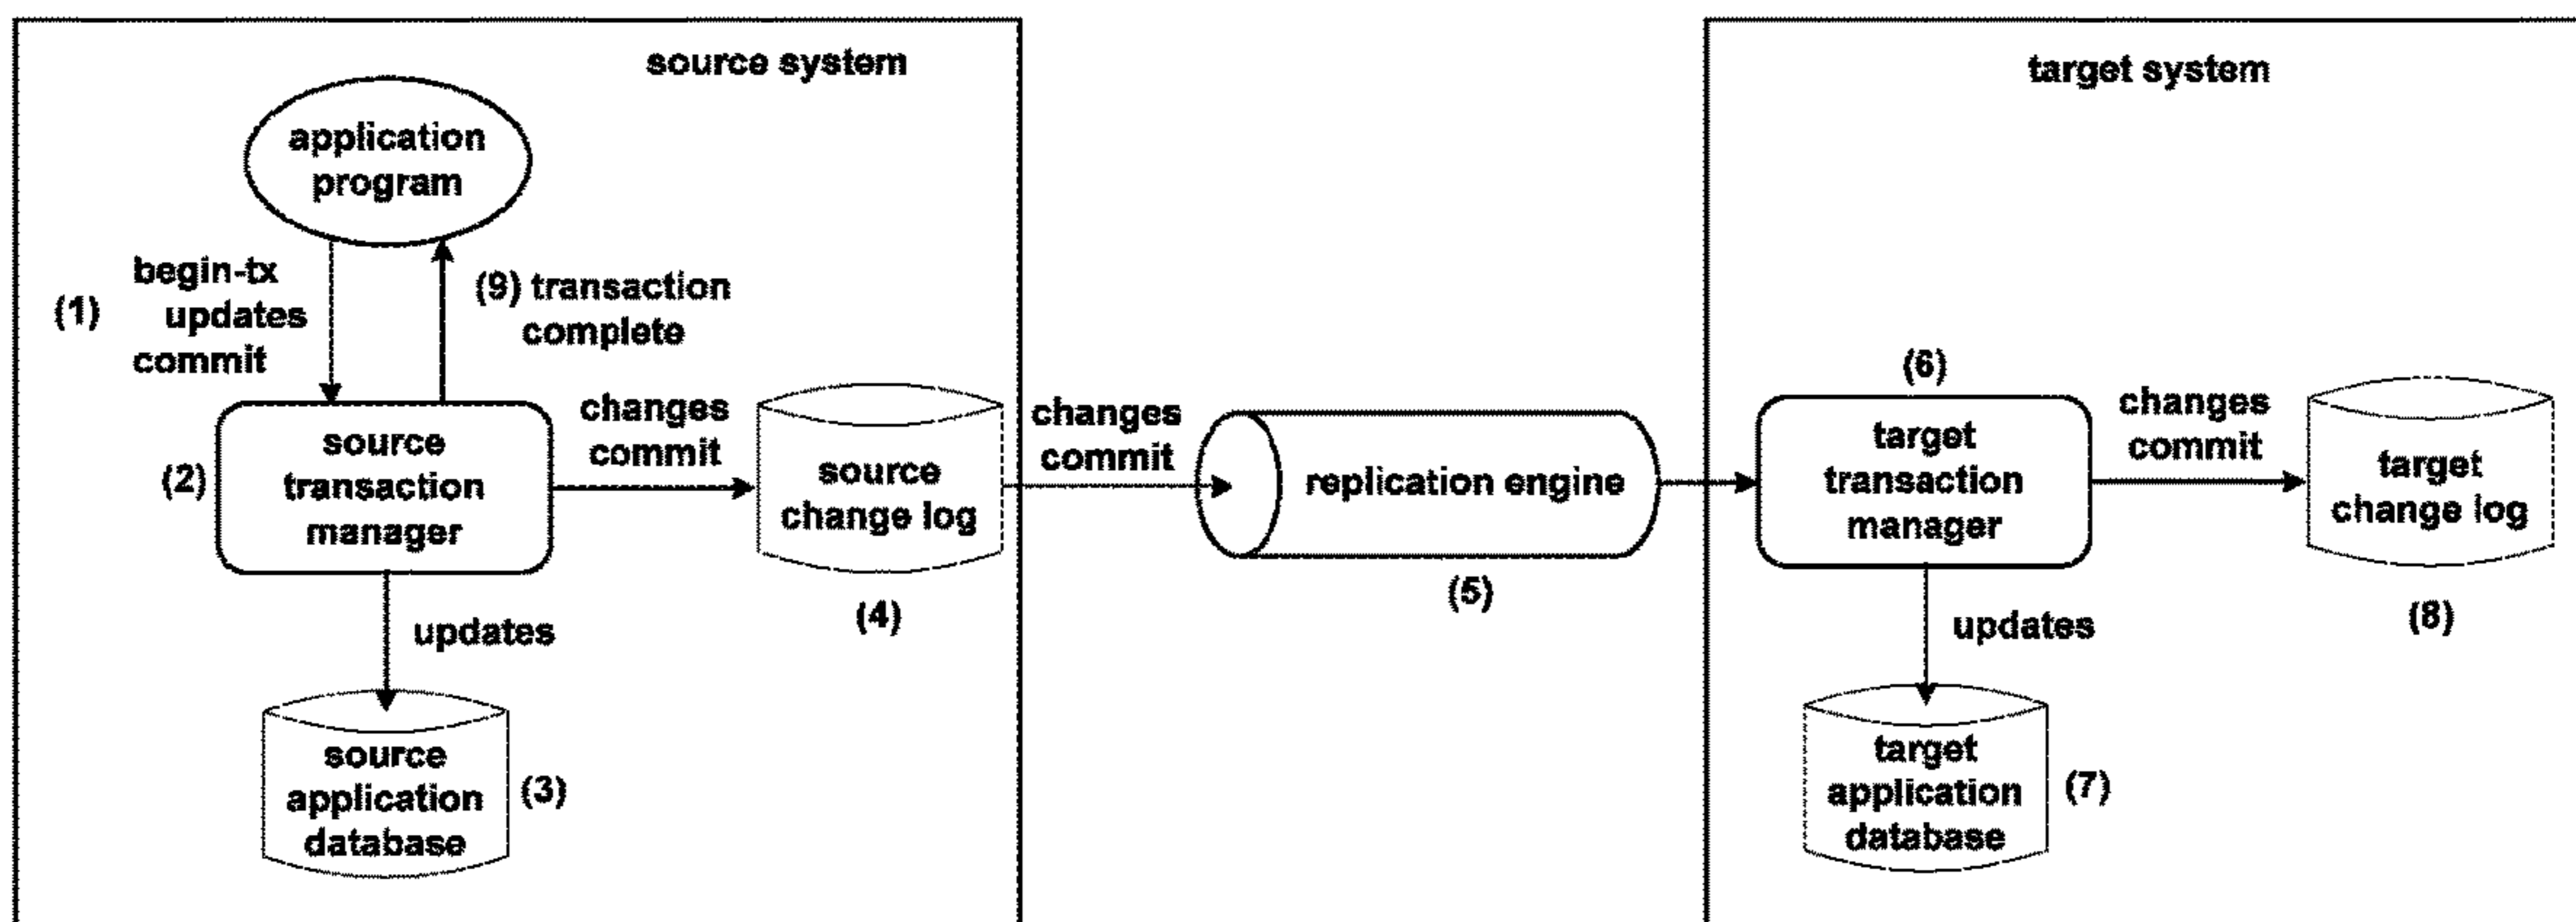 source system
application
program
(1)
begin-tx
updates
commit
(9) transaction
complete
(2)
source
transaction
manager
changes
commit
source
change log
(4)
updates
source
application
database
(3)
changes
commit
replication engine
(5)
target system
(6)
target
transaction
manager
changes
commit
target
change log
(8)
updates
target
application
database
(7)